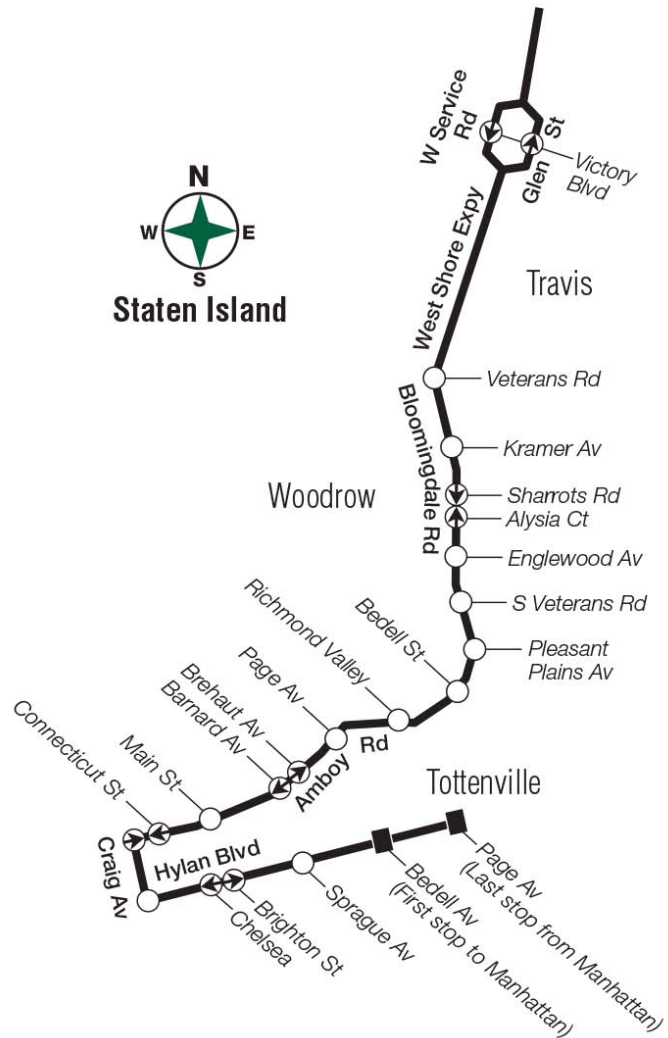 W Service
Rd
Glen St
Victory
Blvd
N
W
E
S
Staten Island
West Shore Expy
Travis
Veterans Rd
Bloomingdale Rd
Kramer Av
Woodrow
Sharrots Rd
Alysia Ct
Englewood Av
S Veterans Rd
Pleasant
Plains Av
Bedell St
Richmond Valley
Page Av
Brehaut Av
Barnard Av
Main St
Connecticut St
Amboy Rd
Tottenville
Craig Av
Hylan Blvd
Chelsea
Brighton St
Sprague Av
Bedell Av
(First stop to Manhattan)
Page Av
(Last stop from Manhattan)